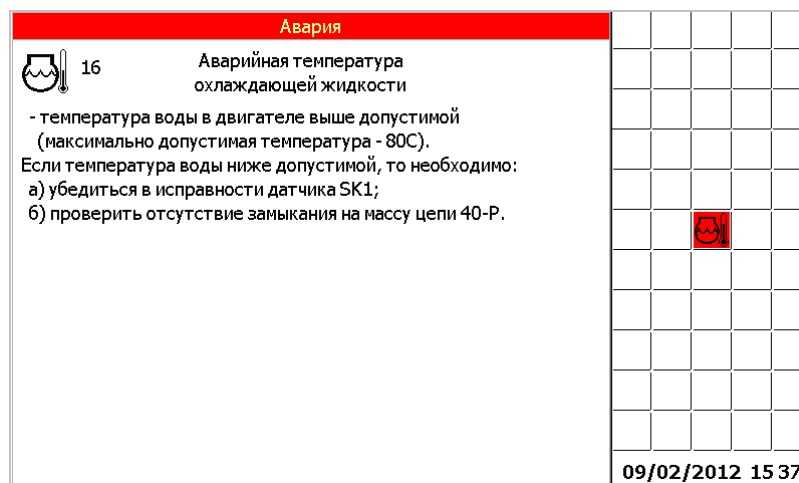 Авария
16
Аварийная температура
охлаждающей жидкости
- температура воды в двигателе выше допустимой
(максимально допустимая температура - 80С).
Если температура воды ниже допустимой, то необходимо:
а) убедиться в исправности датчика SK1;
б) проверить отсутствие замыкания на массу цепи 40-Р.
09/02/2012 15 37